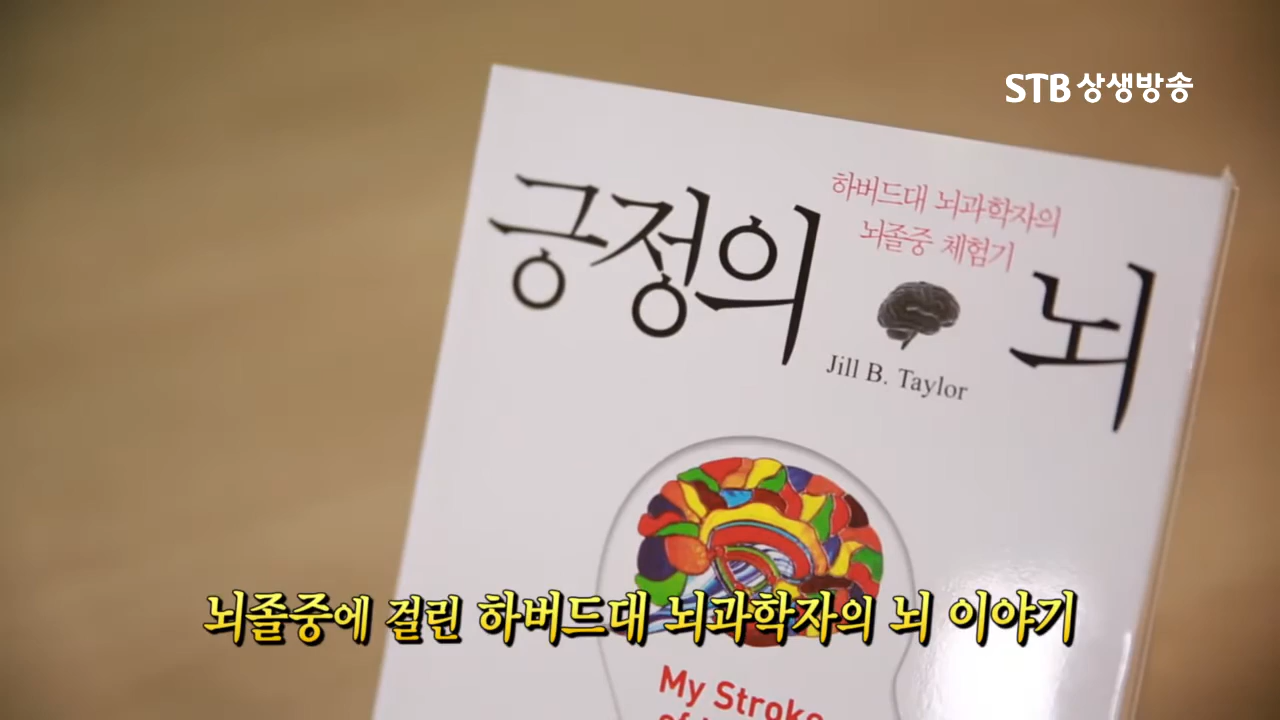 STB 상생방송
하버드대 뇌과학자의
뇌졸중 체험기
긍정의 뇌
Jill B. Taylor
뇌졸중에 걸린 하버드대 뇌과학자의 뇌 이야기
My Stroke
of